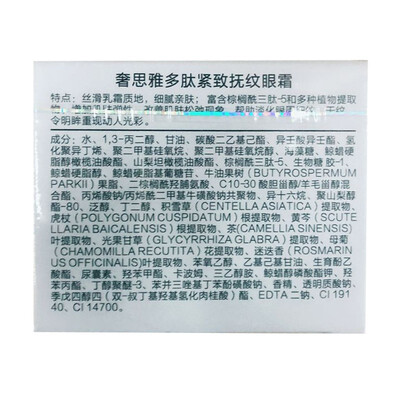 奢思雅多肽紧致抚纹眼霜
特点：丝滑乳霜质地，细腻亲肤；富含棕榈酰三肽-5和多种植物提取
令明眸重现动人光彩。
成分：水、1,3-丙二醇、甘油、碳酸二乙基己酯、异壬酸异壬酯、氢
化聚异丁烯、聚二甲基硅氧烷、聚二甲基硅氧烷醇、海藻糖、鲸蜡硬
脂醇橄榄油酸酯、山梨坦橄榄油酸酯、棕榈酰三肽-5、生物糖胶-1、
鲸蜡硬脂醇、鲸蜡硬脂基葡糖苷、牛油果树（BUTYROSPERMUM
PARKII）果脂、二棕榈酰羟脯氨酸、C10-30 酸胆甾醇/羊毛甾醇混
合酯、丙烯酸钠/丙烯酰二甲基牛磺酸钠共聚物、异十六烷、聚山梨醇
酯-80、泛醇、丁二醇、积雪草（CENTELLA ASIATICA）提取物、
虎杖（POLYGONUM CUSPIDATUM）根提取物、黄芩（SCUTE
LLARIA BAICALENSIS）根提取物、茶(CAMELLIA SINENSIS)
叶提取物、光果甘草（GLYCYRRHIZA GLABRA）提取物、母菊
（CHAMOMILLA RECUTITA）花提取物、迷迭香（ROSMARIN
US OFFICINALIS)叶提取物、苯氧乙醇、乙基己基甘油、生育酚乙
酸酯、尿囊素、羟苯甲酯、卡波姆、三乙醇胺、鲸蜡醇磷酸酯钾、羟
苯丙酯、丁醇聚醚-3、苯并三唑基丁苯酚磺酸钠、香精、透明质酸钠、
季戊四醇四（双-叔丁基羟基氢化肉桂酸）酯、EDTA 二钠、CI 191
40、CI 14700。